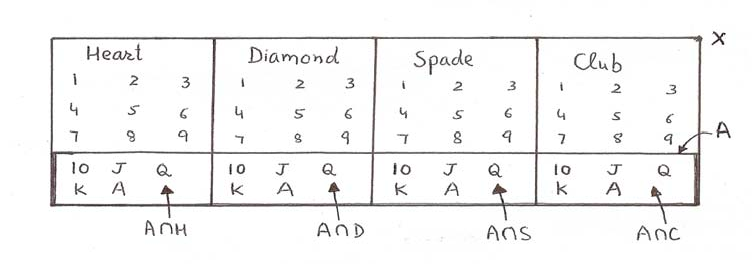 X
Heart Diamond Spade Club
1 2 3 1 2 3 1 2 3 1 2 3
4 5 6 4 5 6 4 5 6 4 5 6
7 8 9 7 8 9 7 8 9 7 8 9
A
10 J Q 10 J Q 10 J Q 10 J Q
K A K A K A K A
A∩H A∩D A∩S A∩C